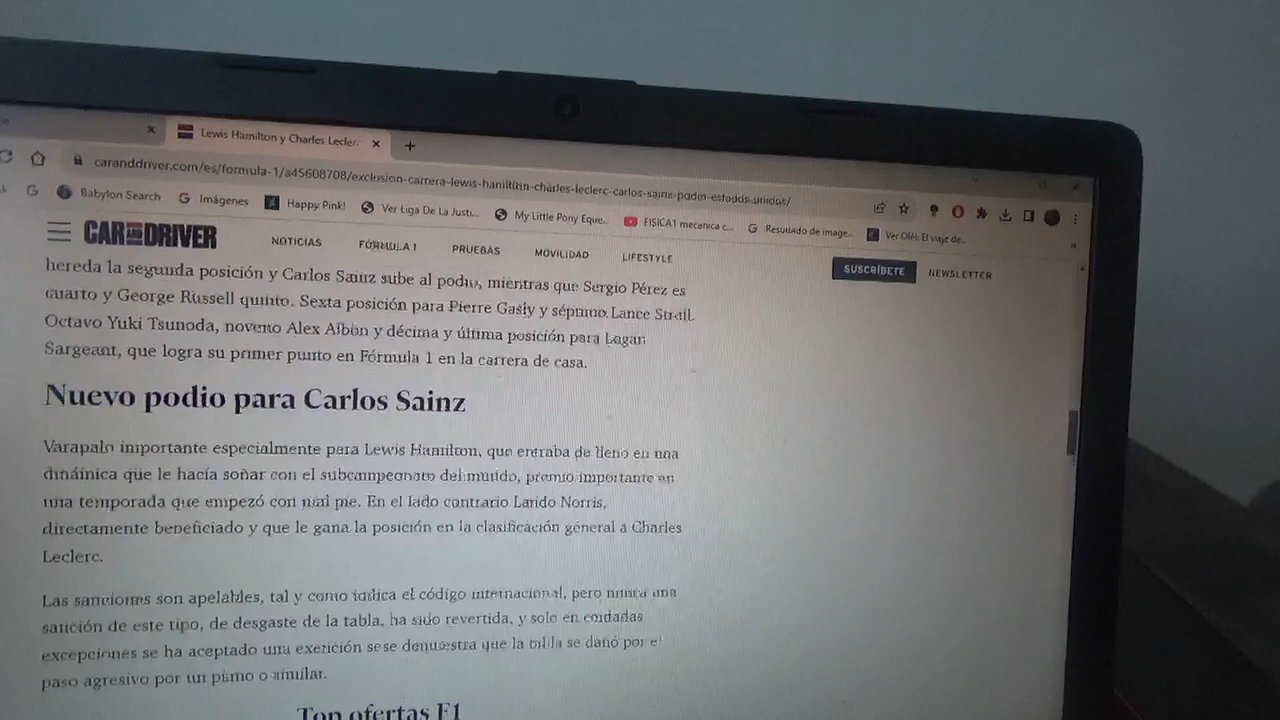 Lewis Hamilton y Charles Leclerc
caranddriver.com/es/formula-1/a45608708/exclusion-carrera-lewis-hamilton-charles-leclerc-carlos-sainz-podio-estados-unidos/
G Babylon Search G Imágenes Happy Pink! Ver Liga De La Justi... My Little Pony Eque... FISICA1 mecanica c... G Resultado de image... Ver Olé: El viaje de...
CAR AND DRIVER NOTICIAS FÓRMULA 1 PRUEBAS MOVILIDAD LIFESTYLE SUSCRÍBETE NEWSLETTER
hereda la segunda posición y Carlos Sainz sube al podio, mientras que Sergio Pérez es
cuarto y George Russell quinto. Sexta posición para Pierre Gasly y séptimo Lance Stroll.
Octavo Yuki Tsunoda, noveno Alex Albon y décima y última posición para Logan
Sargeant, que logra su primer punto en Fórmula 1 en la carrera de casa.
Nuevo podio para Carlos Sainz
Varapalo importante especialmente para Lewis Hamilton, que entraba de lleno en una
dinámica que le hacía soñar con el subcampeonato del mundo, premio importante en
una temporada que empezó con mal pie. En el lado contrario Lando Norris,
directamente beneficiado y que le gana la posición en la clasificación general a Charles
Leclerc.
Las sanciones son apelables, tal y como indica el código internacional, pero nunca una
sanción de este tipo, de desgaste de la tabla, ha sido revertida, y solo en contadas
excepciones se ha aceptado una exención se se demuestra que la tabla se dañó por el
paso agresivo por un piano o similar.
Top ofertas F1